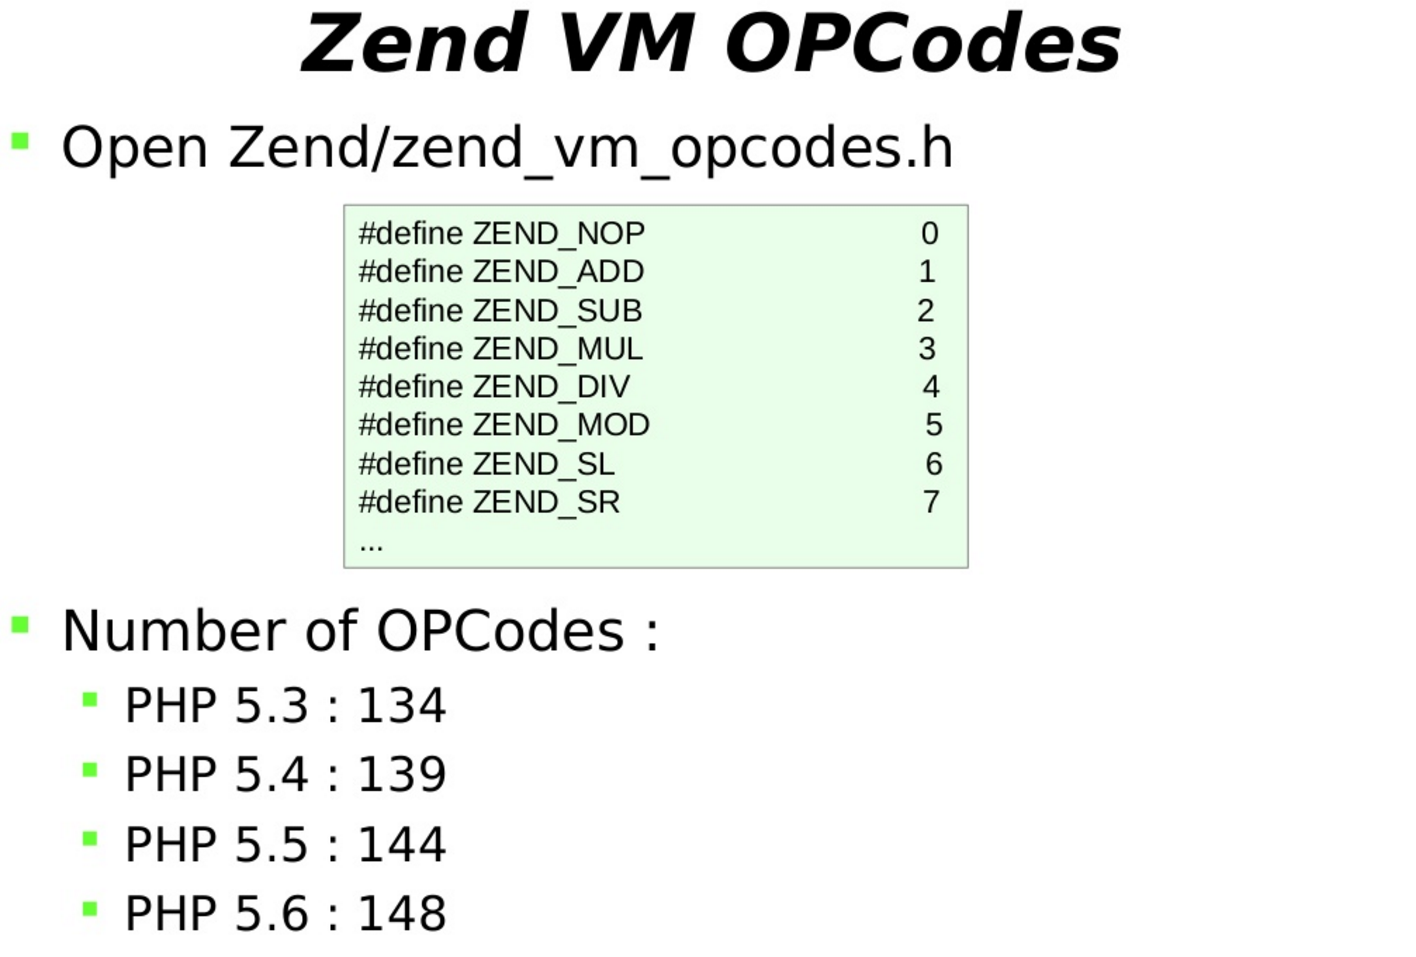 Zend VM OPCodes
Open Zend/zend_vm_opcodes.h
#define ZEND_NOP 0
#define ZEND_ADD 1
#define ZEND_SUB 2
#define ZEND_MUL 3
#define ZEND_DIV 4
#define ZEND_MOD 5
#define ZEND_SL 6
#define ZEND_SR 7
...
Number of OPCodes :
PHP 5.3 : 134
PHP 5.4 : 139
PHP 5.5 : 144
PHP 5.6 : 148